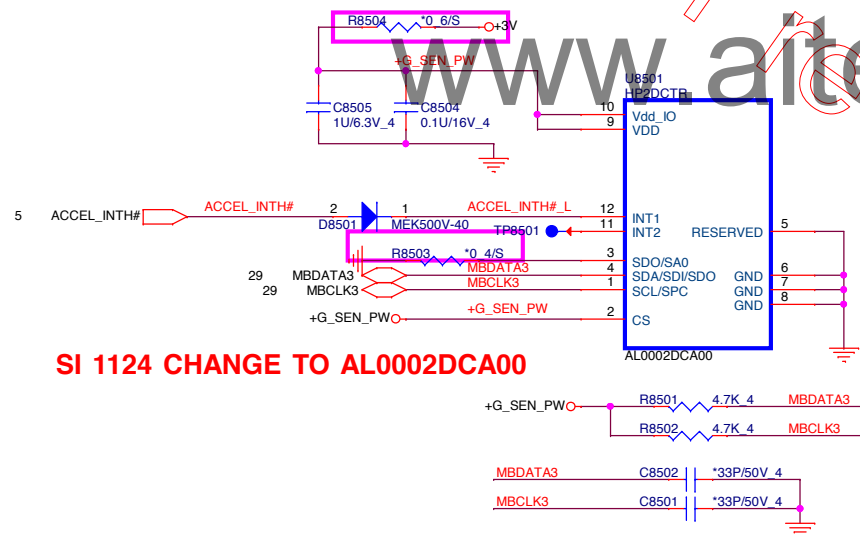 R8504 *0_6/S +3V
www.aite
+G_SEN_PW
U8501
HP2DCTR
C8505 C8504
1U/6.3V_4 0.1U/16V_4
10 Vdd_IO
9 VDD
5 ACCEL_INTH# ACCEL_INTH# 2 1 ACCEL_INTH#_L 12 INT1
D8501 MEK500V-40
TP8501 11 INT2 RESERVED 5
R8503 *0_4/S 3 SDO/SA0
29 MBDATA3 MBDATA3 4 SDA/SDI/SDO GND 6
29 MBCLK3 MBCLK3 1 SCL/SPC GND 7
GND 8
+G_SEN_PW +G_SEN_PW 2 CS
AL0002DCA00
SI 1124 CHANGE TO AL0002DCA00
+G_SEN_PW R8501 4.7K_4 MBDATA3
R8502 4.7K_4 MBCLK3
MBDATA3 C8502 *33P/50V_4
MBCLK3 C8501 *33P/50V_4